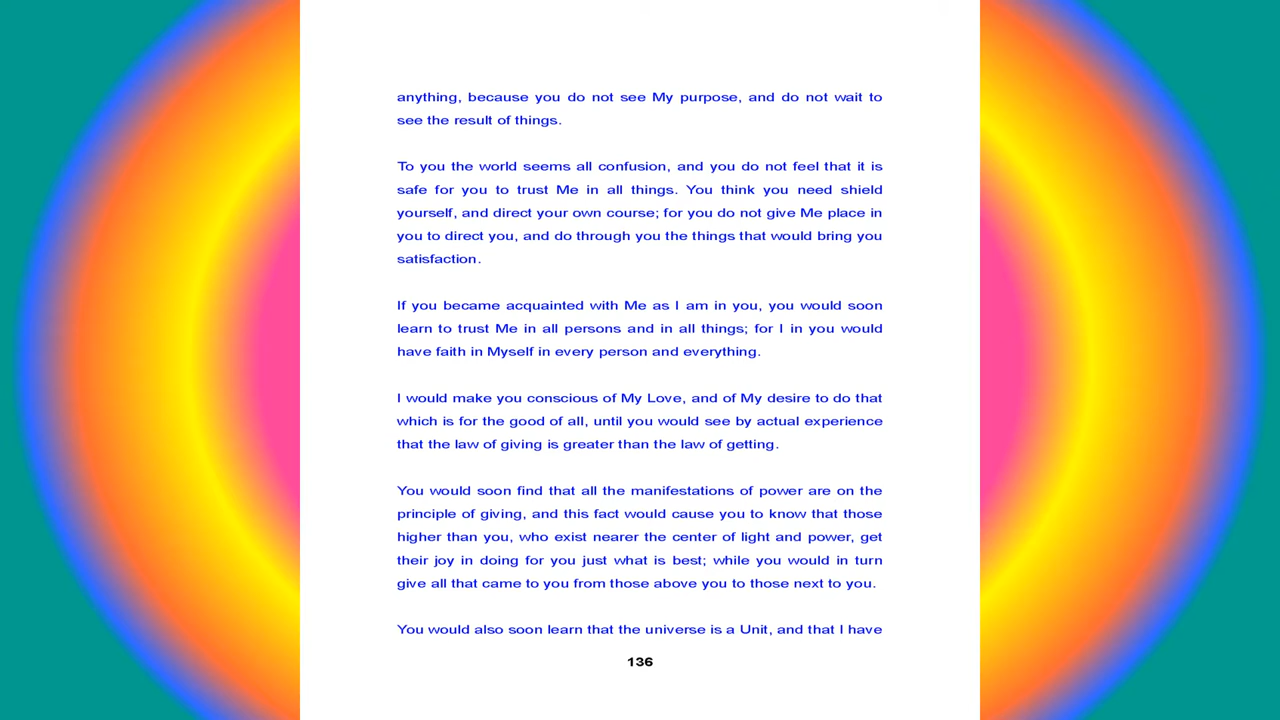 anything, because you do not see My purpose, and do not wait to
see the result of things.
To you the world seems all confusion, and you do not feel that it is
safe for you to trust Me in all things. You think you need shield
yourself, and direct your own course; for you do not give Me place in
you to direct you, and do through you the things that would bring you
satisfaction.
If you became acquainted with Me as I am in you, you would soon
learn to trust Me in all persons and in all things; for I in you would
have faith in Myself in every person and everything.
I would make you conscious of My Love, and of My desire to do that
which is for the good of all, until you would see by actual experience
that the law of giving is greater than the law of getting.
You would soon find that all the manifestations of power are on the
principle of giving, and this fact would cause you to know that those
higher than you, who exist nearer the center of light and power, get
their joy in doing for you just what is best; while you would in turn
give all that came to you from those above you to those next to you.
You would also soon learn that the universe is a Unit, and that I have
136